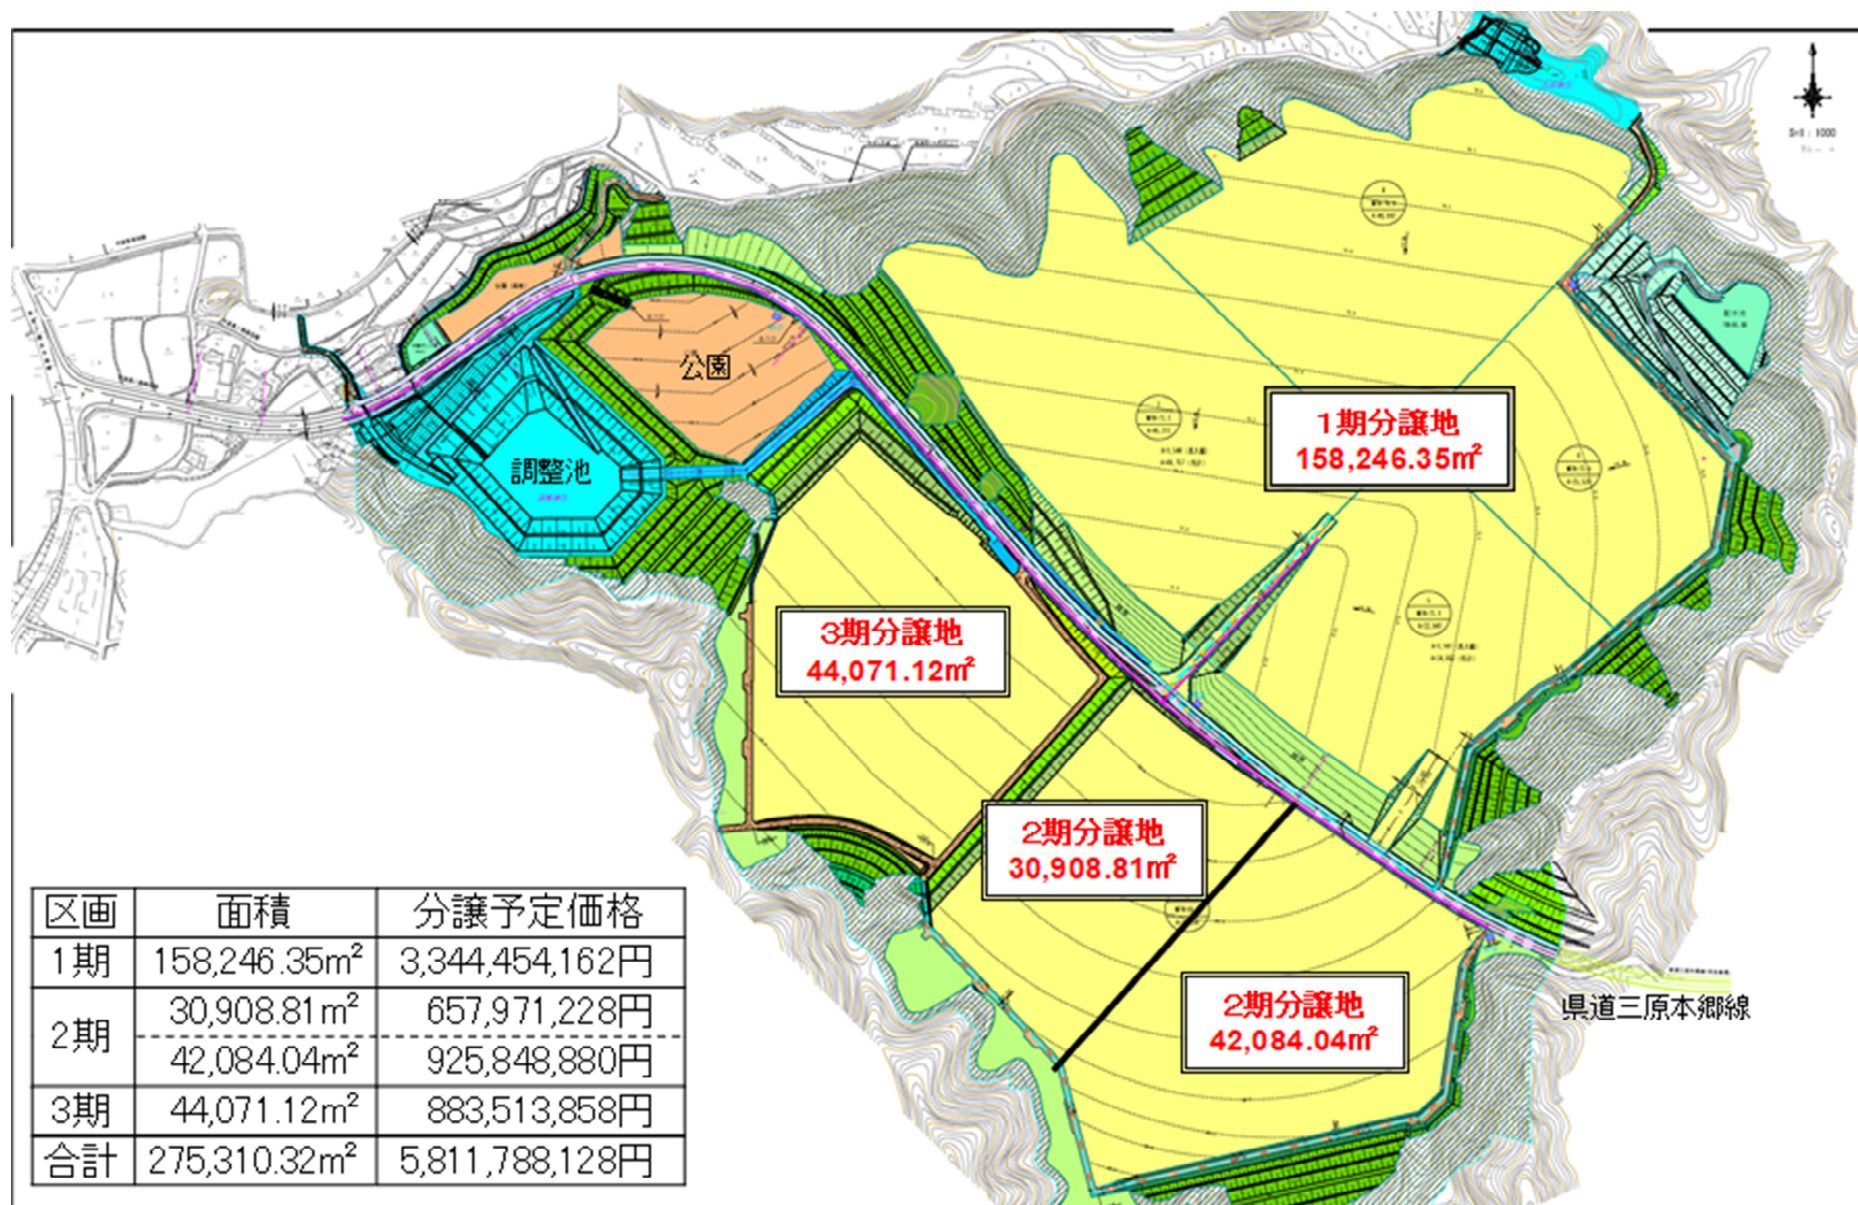 S=1：1000
公園
調整池
1期分譲地
158,246.35㎡
3期分譲地
44,071.12㎡
2期分譲地
30,908.81㎡
2期分譲地
42,084.04㎡
県道三原本郷線
区画 面積 分譲予定価格
1期 158,246.35㎡ 3,344,454,162円
2期 30,908.81㎡ 657,971,228円
42,084.04㎡ 925,848,880円
3期 44,071.12㎡ 883,513,858円
合計 275,310.32㎡ 5,811,788,128円